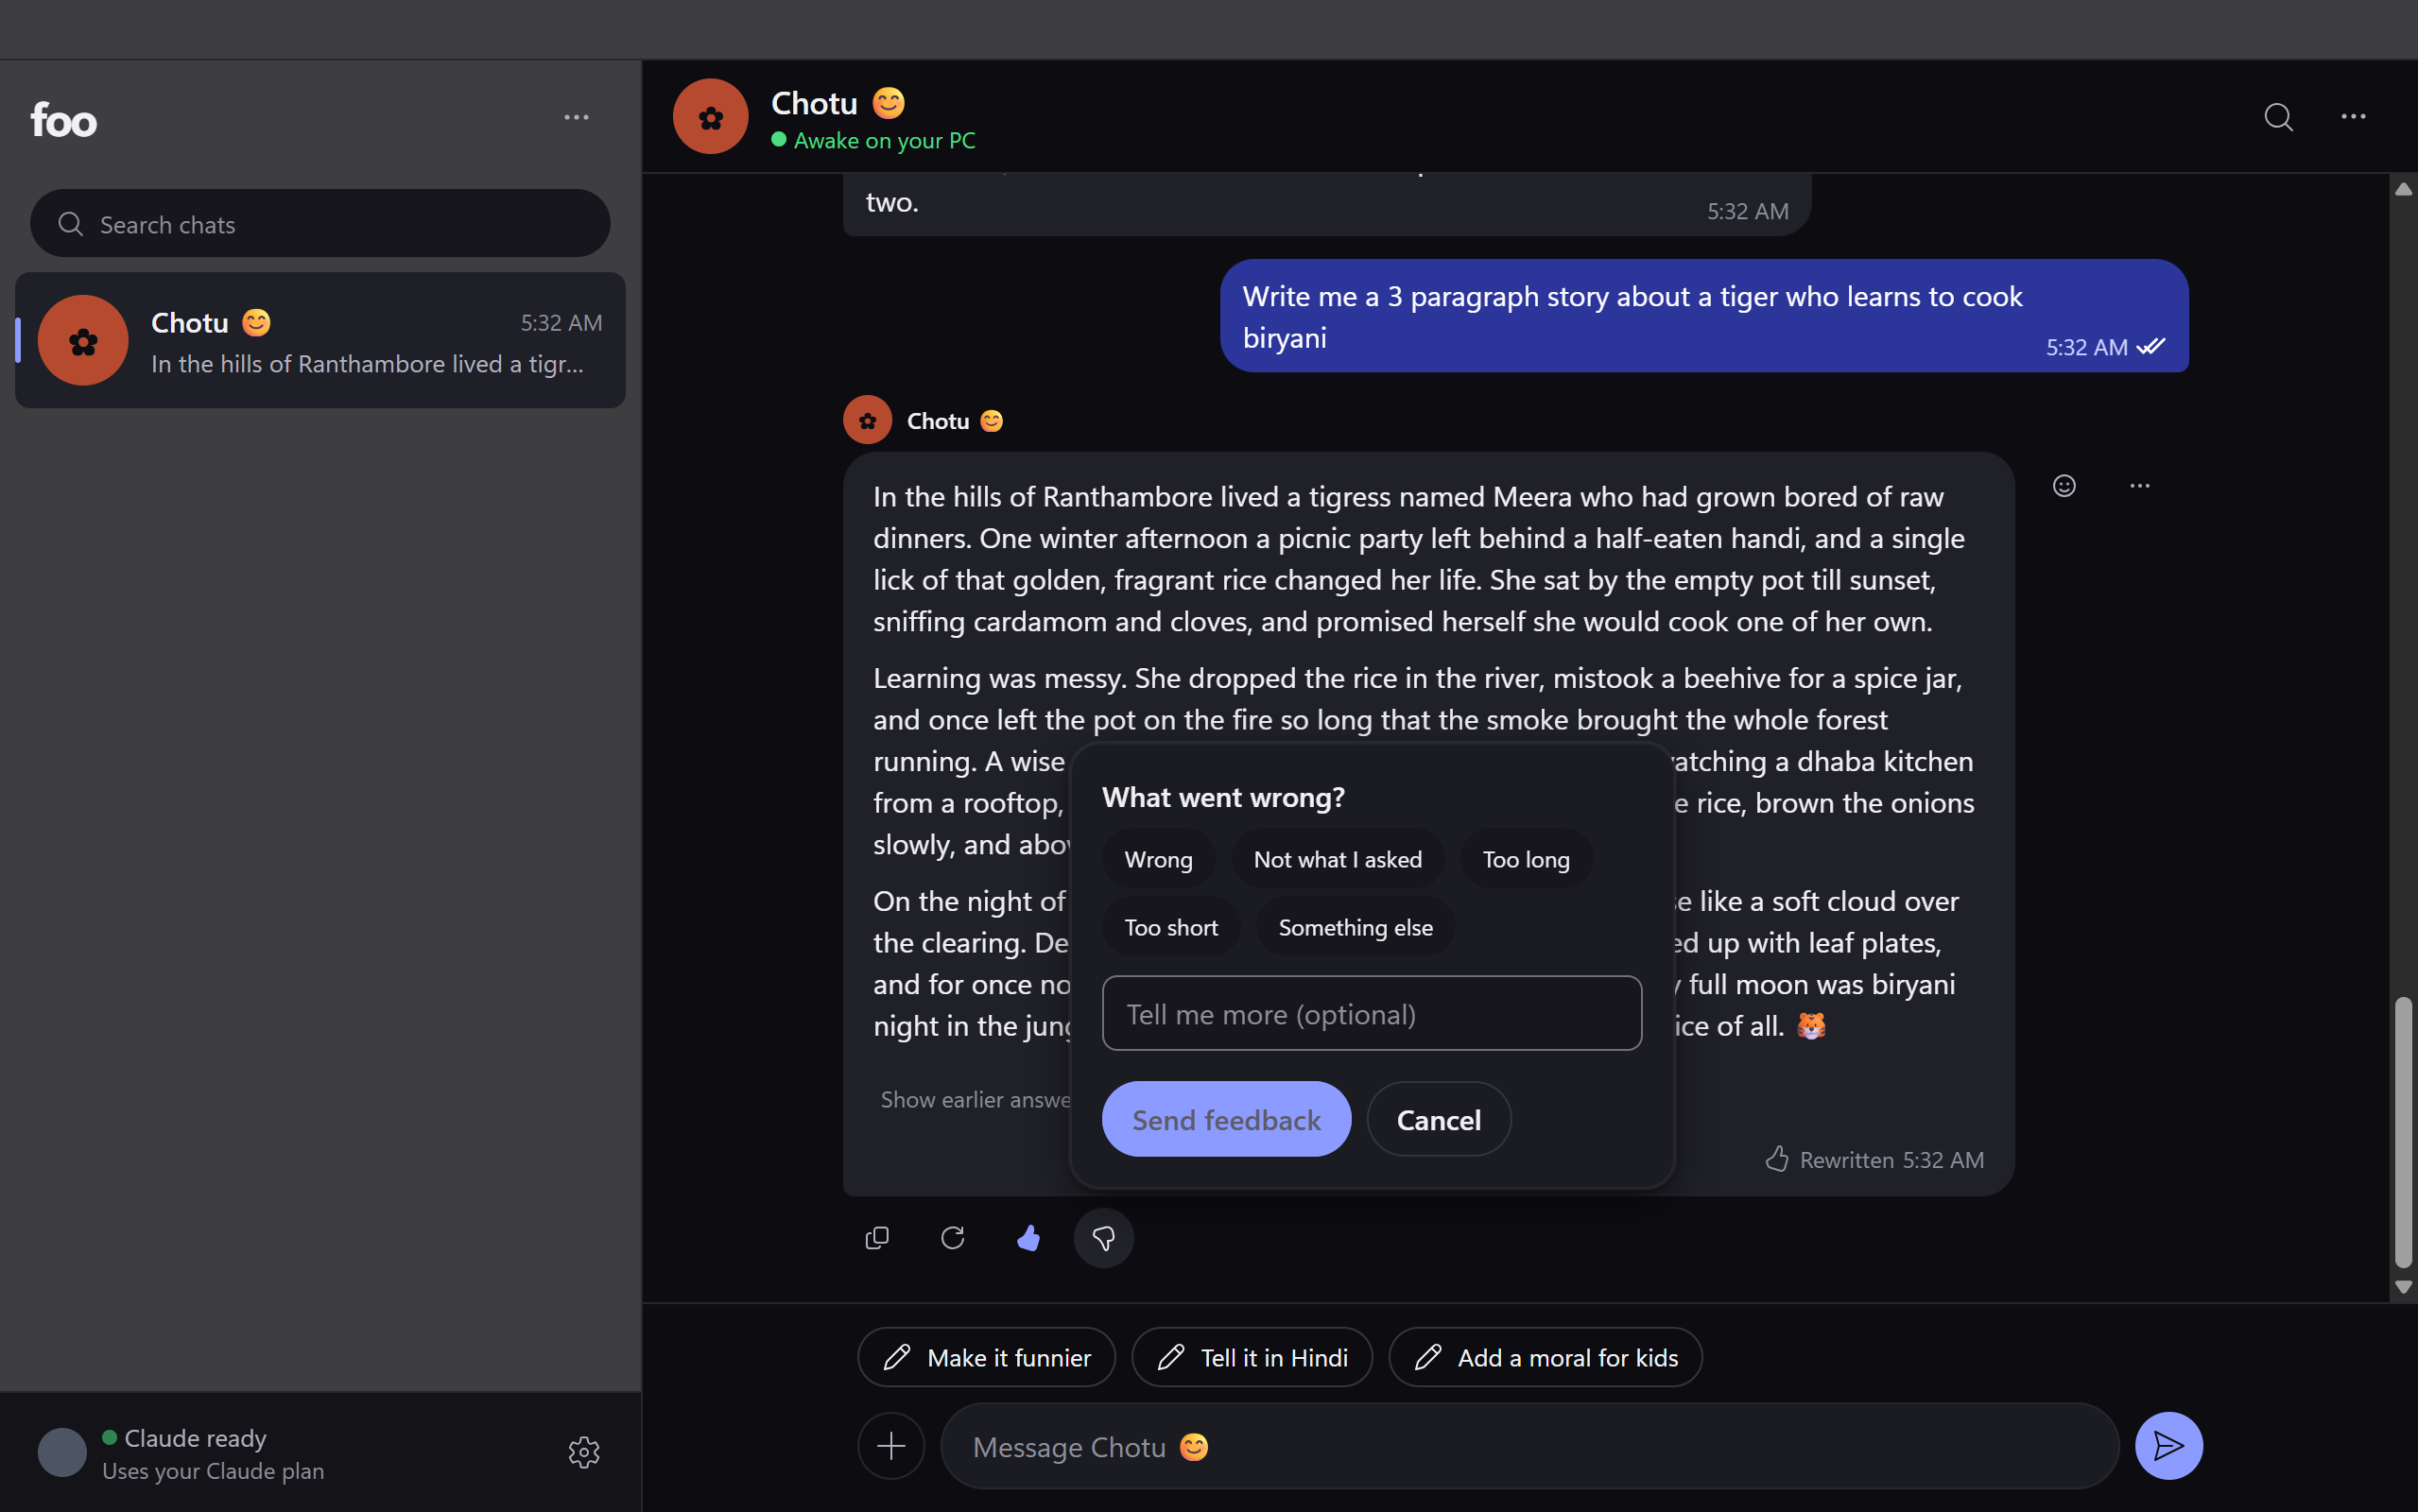 foo
Search chats
Chotu 😊
5:32 AM
In the hills of Ranthambore lived a tigr...
Claude ready
Uses your Claude plan
Chotu 😊
Awake on your PC
two.
5:32 AM
Write me a 3 paragraph story about a tiger who learns to cook
biryani
5:32 AM
Chotu 😊
In the hills of Ranthambore lived a tigress named Meera who had grown bored of raw
dinners. One winter afternoon a picnic party left behind a half-eaten handi, and a single
lick of that golden, fragrant rice changed her life. She sat by the empty pot till sunset,
sniffing cardamom and cloves, and promised herself she would cook one of her own.
Learning was messy. She dropped the rice in the river, mistook a beehive for a spice jar,
and once left the pot on the fire so long that the smoke brought the whole forest
running. A wise
atching a dhaba kitchen
from a rooftop,
e rice, brown the onions
slowly, and abov
On the night of
se like a soft cloud over
the clearing. De
ed up with leaf plates,
and for once no
full moon was biryani
night in the jung
ice of all. 🐯
Show earlier answe
Rewritten 5:32 AM
What went wrong?
Wrong
Not what I asked
Too long
Too short
Something else
Tell me more (optional)
Send feedback
Cancel
Make it funnier
Tell it in Hindi
Add a moral for kids
Message Chotu 😊